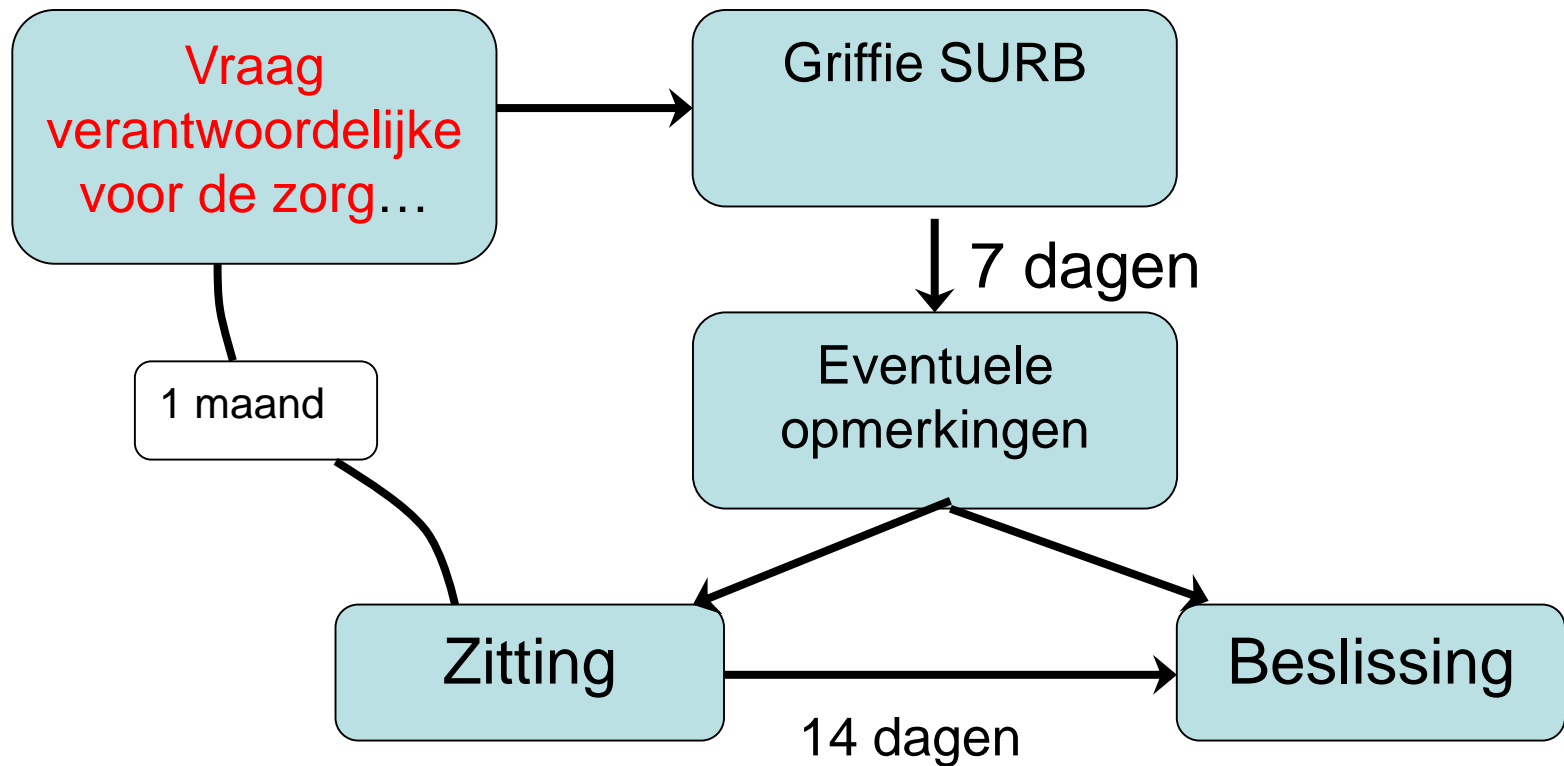 Vraag
verantwoordelijke
voor de zorg…
Griffie SURB
7 dagen
Eventuele
opmerkingen
1 maand
Zitting
Beslissing
14 dagen